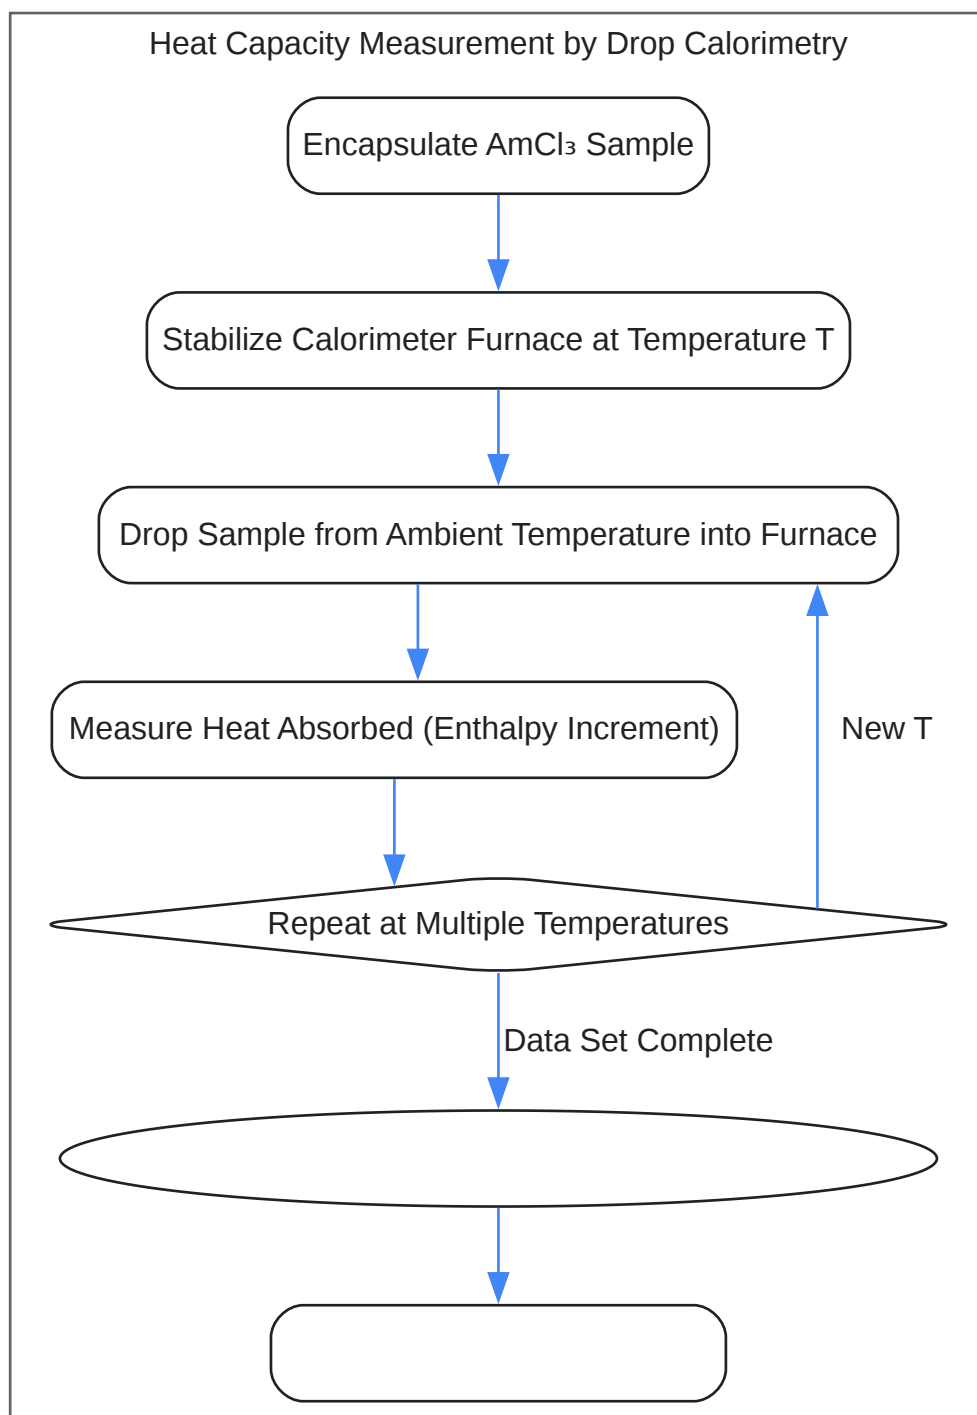 Heat Capacity Measurement by Drop Calorimetry
Encapsulate AmCl₃ Sample
Stabilize Calorimeter Furnace at Temperature T
Drop Sample from Ambient Temperature into Furnace
Measure Heat Absorbed (Enthalpy Increment)
New T
Repeat at Multiple Temperatures
Data Set Complete